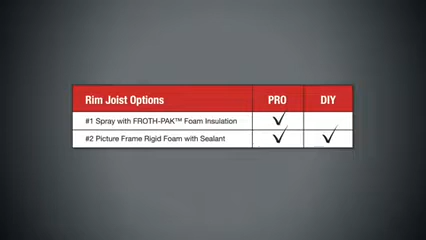 Rim Joist Options PRO DIY
#1 Spray with FROTH-PAK™ Foam Insulation ✓
#2 Picture Frame Rigid Foam with Sealant ✓ ✓